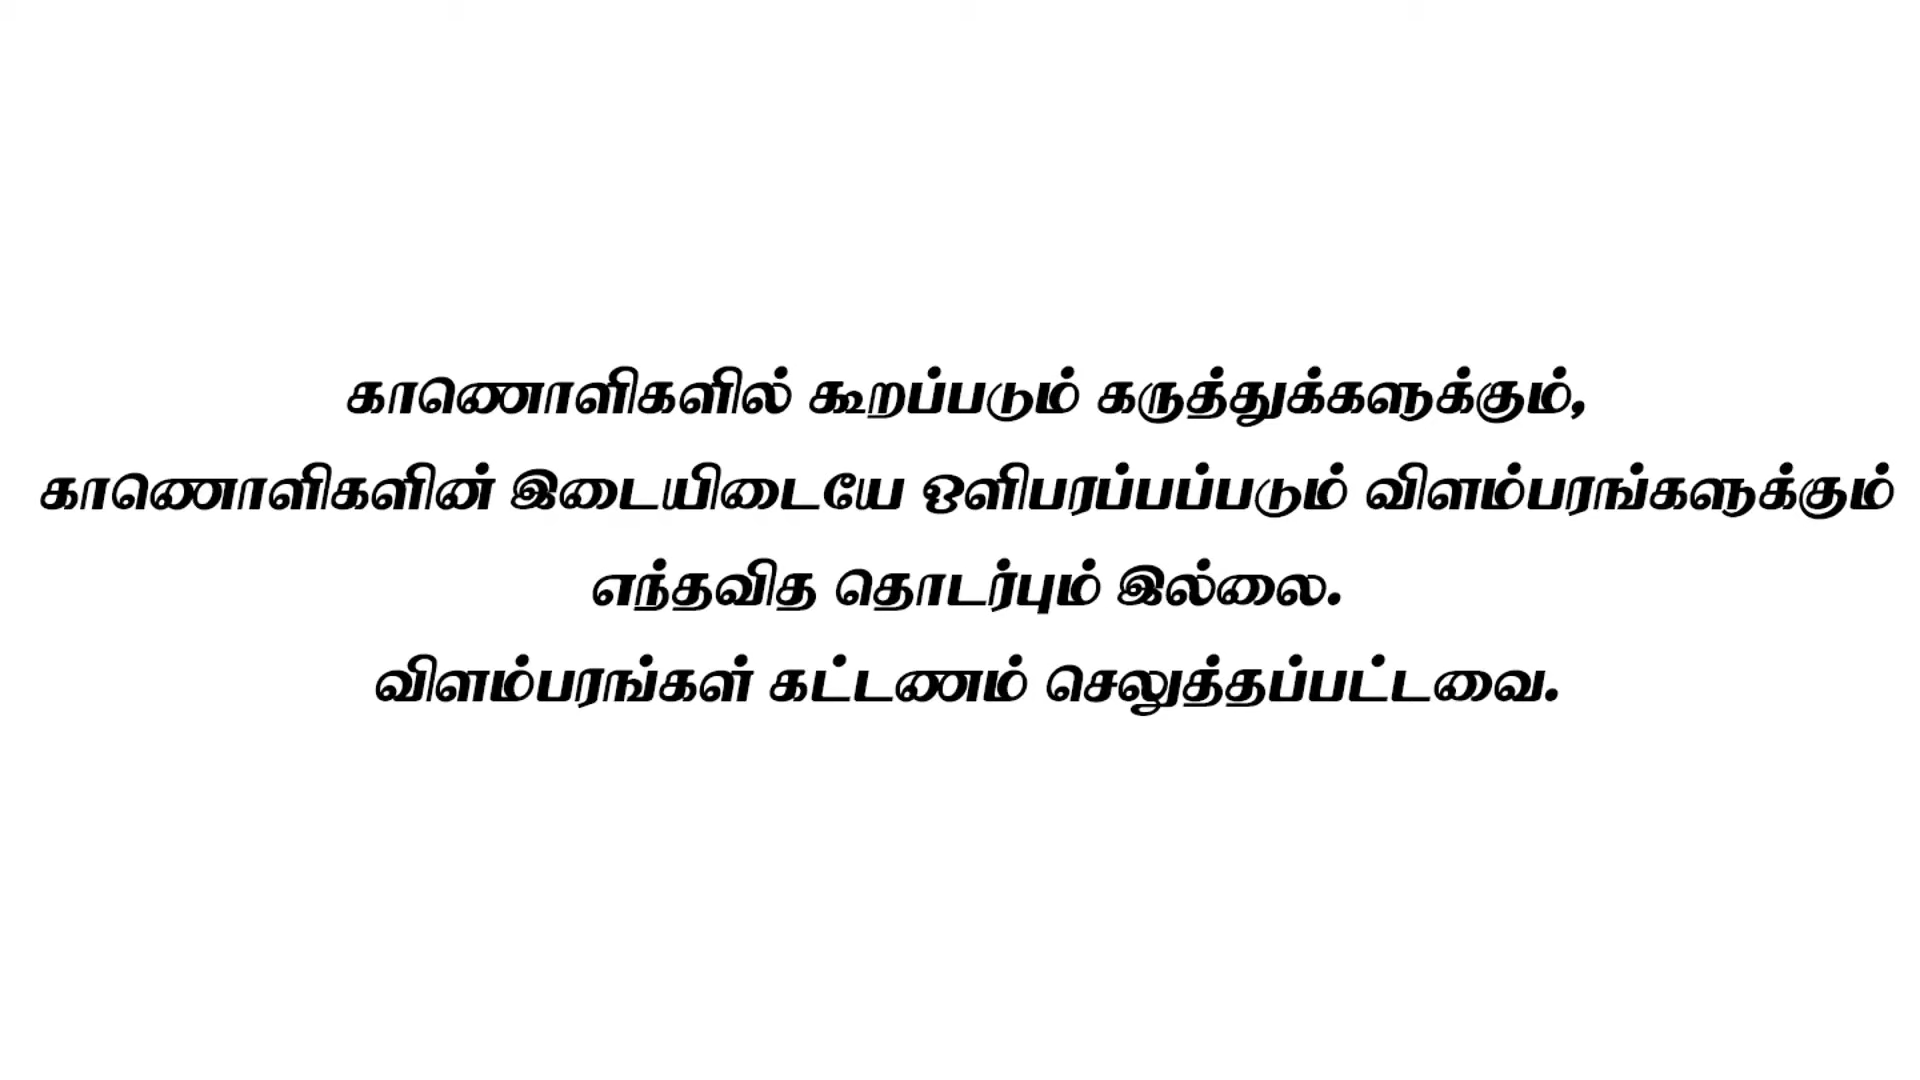 காணொளிகளில் கூறப்படும் கருத்துக்களுக்கும்,
காணொளிகளின் இடையிடையே ஒளிபரப்பப்படும் விளம்பரங்களுக்கும்
எந்தவித தொடர்பும் இல்லை.
விளம்பரங்கள் கட்டணம் செலுத்தப்பட்டவை.